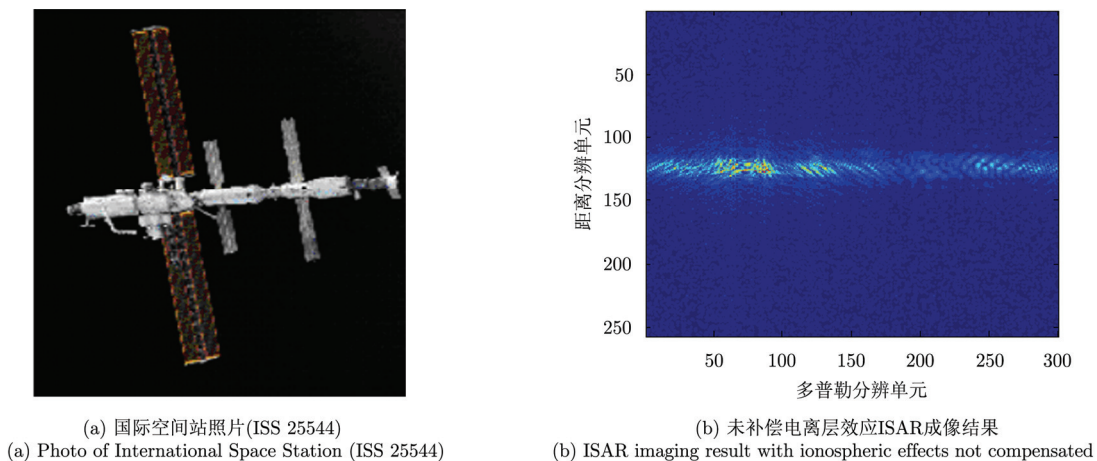 50
100
150
200
250
距离分辨单元
50 100 150 200 250 300
多普勒分辨单元
(a) 国际空间站照片(ISS 25544)
(a) Photo of International Space Station (ISS 25544)
(b) 未补偿电离层效应ISAR成像结果
(b) ISAR imaging result with ionospheric effects not compensated